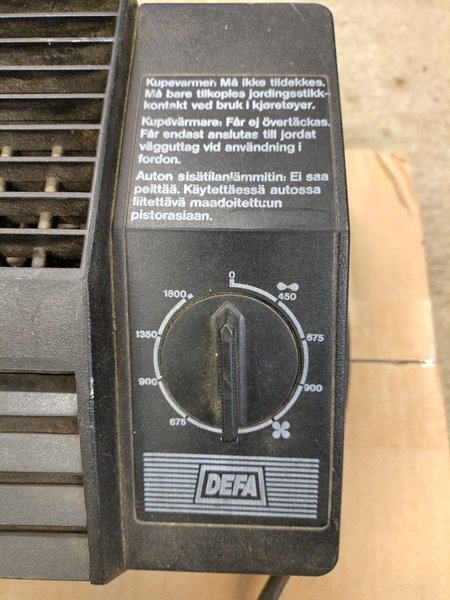 Kupevarmer: Må ikke tildekkes.
Må bare tilkoples jordingsstikk-
kontakt ved bruk i kjøretøyer.
Kupévärmare: Får ej övertäckas.
Får endast anslutas till jordat
vägguttag vid användning i
fordon.
Auton sisätilanlämmitin: Ei saa
peittää. Käytettäessä autossa
liitettävä maadoitettuun
pistorasiaan.
0
1800
450
1350
675
900
900
675
DEFA